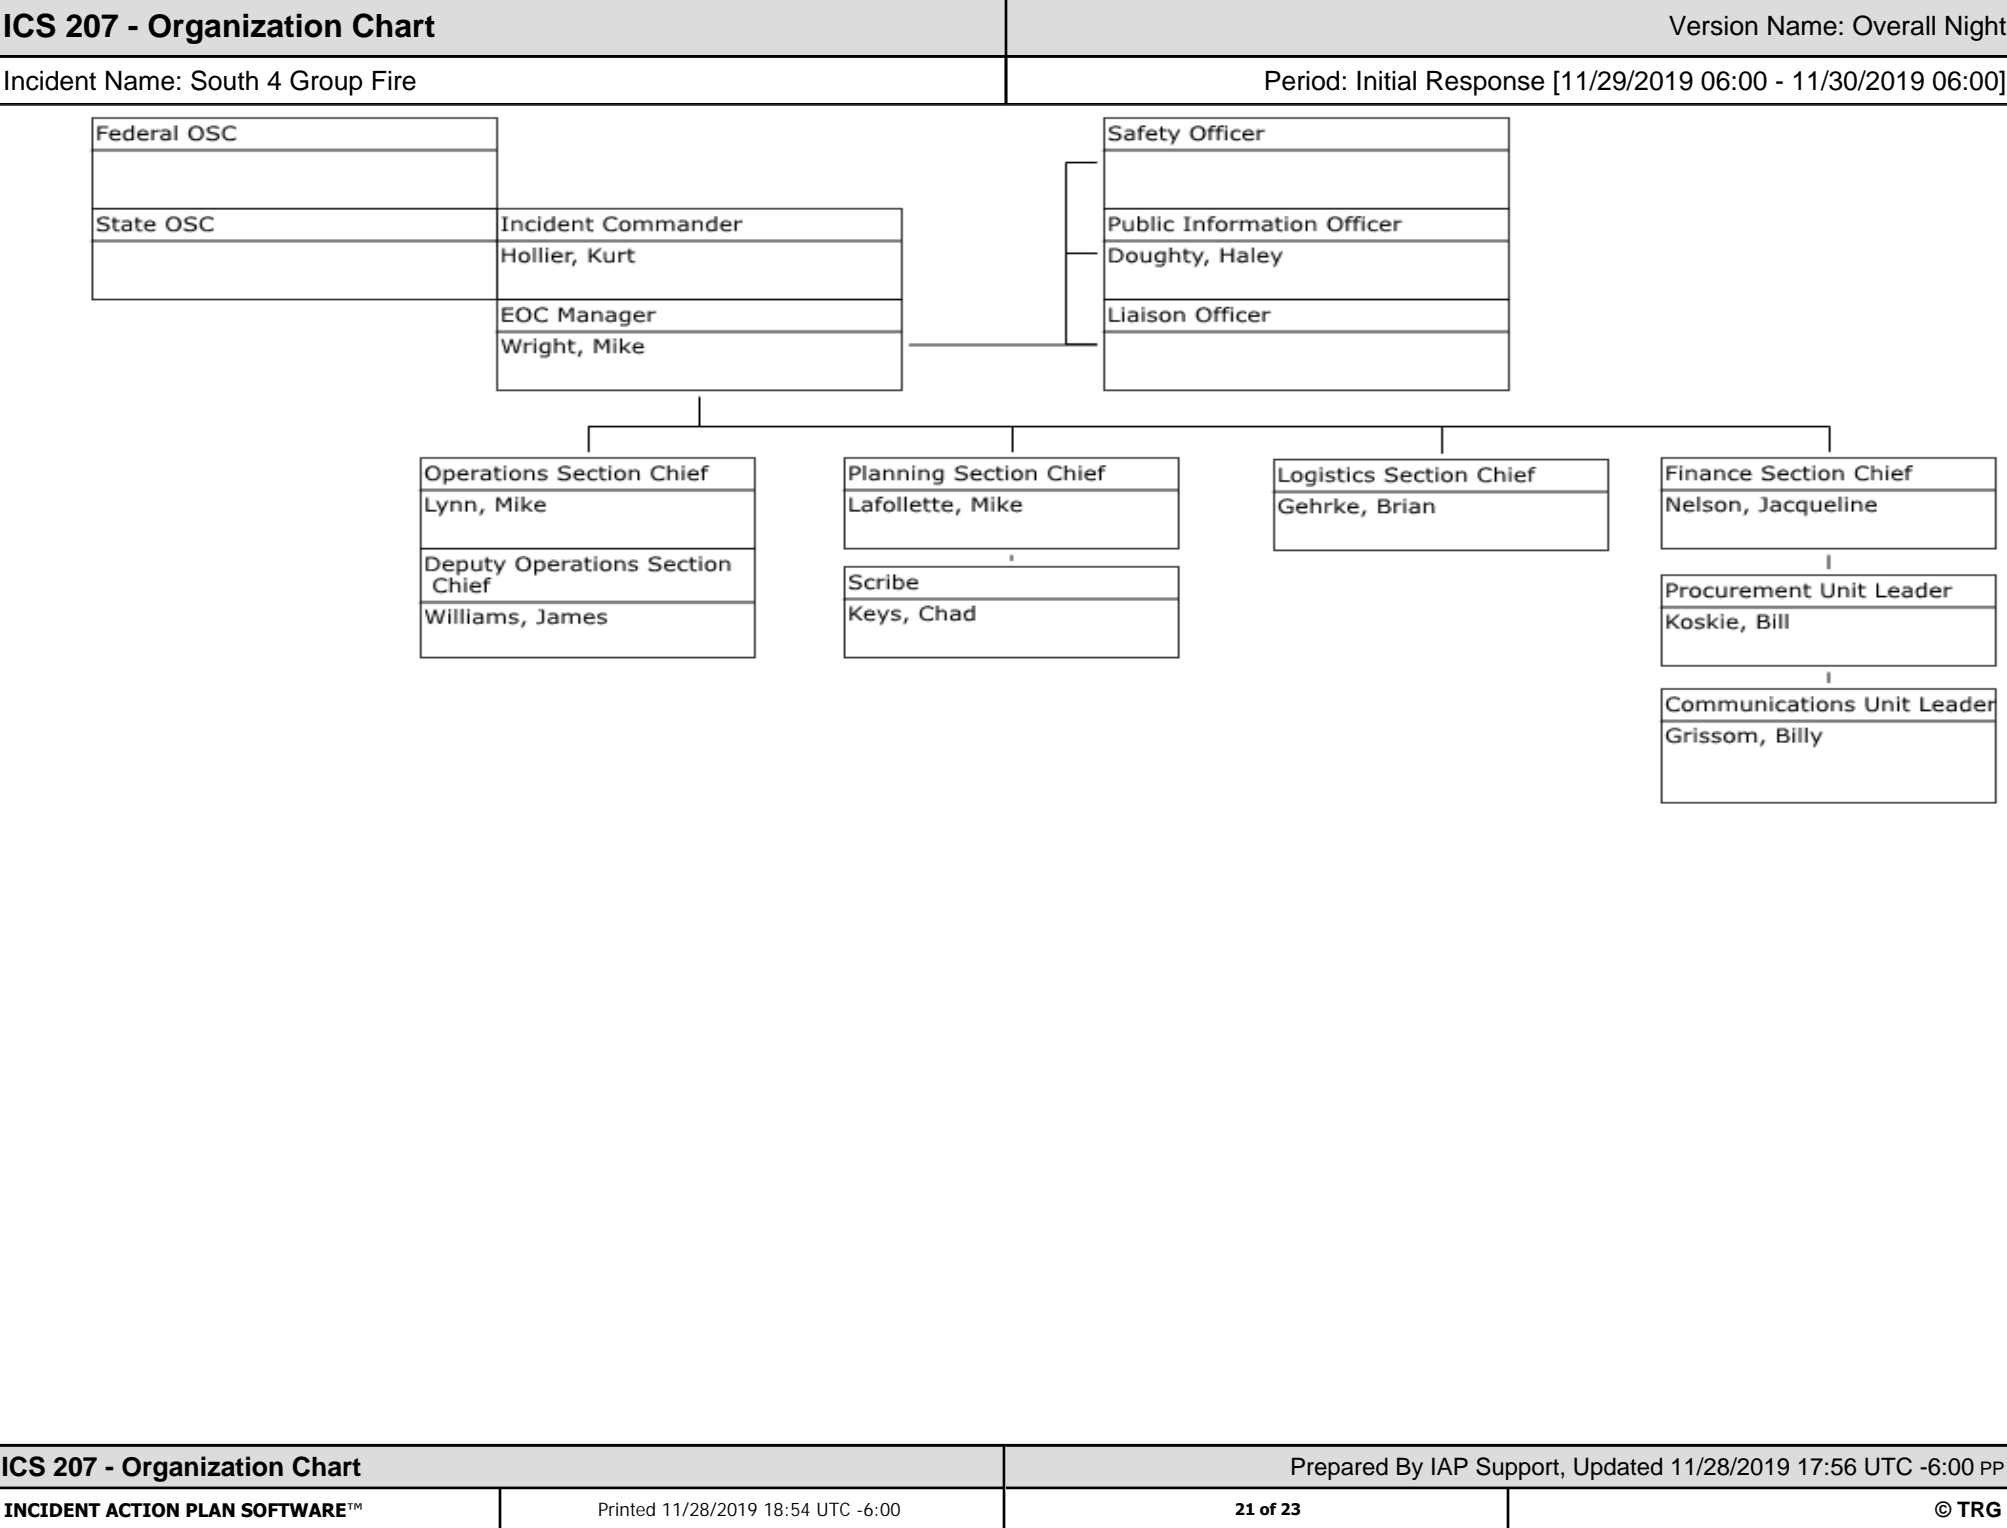 ICS 207 - Organization Chart
Version Name: Overall Night
Incident Name: South 4 Group Fire
Period: Initial Response [11/29/2019 06:00 - 11/30/2019 06:00]
Federal OSC
Safety Officer
State OSC
Incident Commander
Hollier, Kurt
Public Information Officer
Doughty, Haley
EOC Manager
Wright, Mike
Liaison Officer
Operations Section Chief
Lynn, Mike
Deputy Operations Section
Chief
Williams, James
Planning Section Chief
Lafollette, Mike
Scribe
Keys, Chad
Logistics Section Chief
Gehrke, Brian
Finance Section Chief
Nelson, Jacqueline
Procurement Unit Leader
Koskie, Bill
Communications Unit Leader
Grissom, Billy
ICS 207 - Organization Chart
Prepared By IAP Support, Updated 11/28/2019 17:56 UTC -6:00 PP
INCIDENT ACTION PLAN SOFTWARE™
Printed 11/28/2019 18:54 UTC -6:00
21 of 23
© TRG